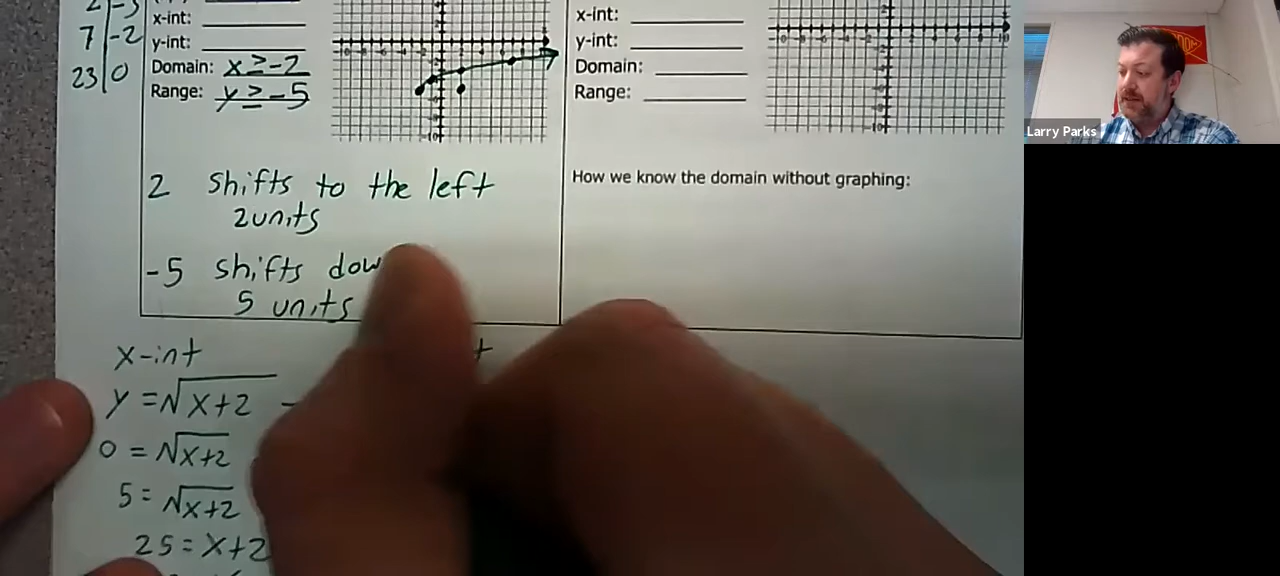 2 -3
7 -2
23 0
x-int:
y-int:
Domain: x ≥ -2
Range: y ≥ -5
x-int:
y-int:
Domain:
Range:
2 shifts to the left
2 units
-5 shifts
5 units
How we know the domain without graphing:
x-int
y = √x+2 -
0 = √x+2
5 = √x+2
25 = x+2
Larry Parks